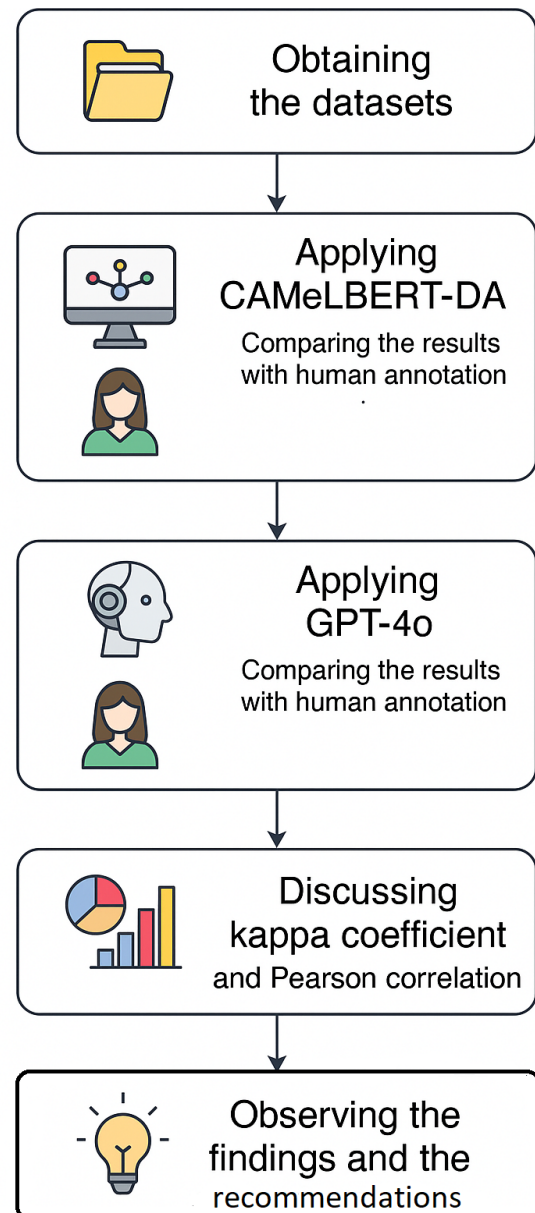 Obtaining
the datasets
Applying
CAMeLBERT-DA
Comparing the results
with human annotation
.
Applying
GPT-4o
Comparing the results
with human annotation
Discussing
kappa coefficient
and Pearson correlation
Observing the
findings and the
recommendations